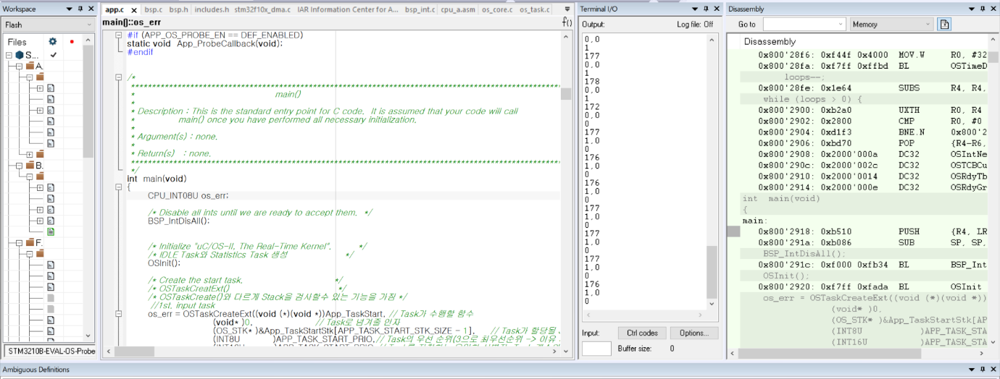 Workspace
Flash
Files
S...
A.
B.
F.
STM3210B-EVAL-OS-Probe
app.c
bsp.c bsp.h includes.h stm32f10x_dma.c IAR Information Center for A... bsp_int.c cpu_a.asm os_core.c os_task.c
main()::os_err
f()
#if (APP_OS_PROBE_EN == DEF_ENABLED)
static void App_ProbeCallback(void);
#endif
/*
* main()
*
* Description : This is the standard entry point for C code. It is assumed that your code will call
* main() once you have performed all necessary initialization.
*
* Argument(s) : none.
*
* Return(s) : none.
*/
int main(void)
{
CPU_INT08U os_err;
/* Disable all ints until we are ready to accept them. */
BSP_IntDisAll();
/* Initialize "uC/OS-II, The Real-Time Kernel". */
/* IDLE Task와 Statistics Task 생성 */
OSInit();
/* Create the start task. */
/* OSTaskCreatExt() */
/* OSTaskCreate()와 다르게 Stack을 검사할수 있는 기능을 가짐 */
//1st, input task
os_err = OSTaskCreateExt((void (*)(void *))App_TaskStart, // Task가 수행할 함수
(void* )0, // Task로 넘겨줄 인자
(OS_STK* )&App_TaskStartStk[APP_TASK_START_STK_SIZE - 1], // Task가 할당될
(INT8U )APP_TASK_START_PRIO, // Task의 우선 순위(3으로 최우선순위 -> 이유
Terminal I/O
Output: Log file: Off
0,0
1
177
0,0
1
178
0,0
1
172
0,0
0
177
1,0
0
176
1,0
0
176
1,0
0
177
1,0
0
177
1,0
0
177
1,0
0
176
1,0
0
Input: Ctrl codes Options...
Buffer size: 0
Disassembly
Go to Memory
Disassembly
0x800'28f6: 0xf44f 0x4000 MOV.W R0, #32
0x800'28fa: 0xf7ff 0xffbd BL OSTimeD
loops--;
0x800'28fe: 0x1e64 SUBS R4, R4,
while (loops > 0) {
0x800'2900: 0xb2a0 UXTH R0, R4
0x800'2902: 0x2800 CMP R0, #0
0x800'2904: 0xd1f3 BNE.N 0x800'2
0x800'2906: 0xbd70 POP {R4-R6,
0x800'2908: 0x2000'000a DC32 OSIntNe
0x800'290c: 0x2000'002c DC32 OSTCBCu
0x800'2910: 0x2000'0014 DC32 OSRdyTb
0x800'2914: 0x2000'000e DC32 OSRdyGr
int main(void)
{
main:
0x800'2918: 0xb510 PUSH {R4, LR
0x800'291a: 0xb086 SUB SP, SP,
BSP_IntDisAll();
0x800'291c: 0xf000 0xfb34 BL BSP_Int
OSInit();
0x800'2920: 0xf7ff 0xfada BL OSInit
os_err = OSTaskCreateExt((void (*)(void *))
(void* )0,
(OS_STK* )&App_TaskStartStk[AP
(INT8U )APP_TASK_STA
(INT16U )APP_TASK_STA
Ambiguous Definitions